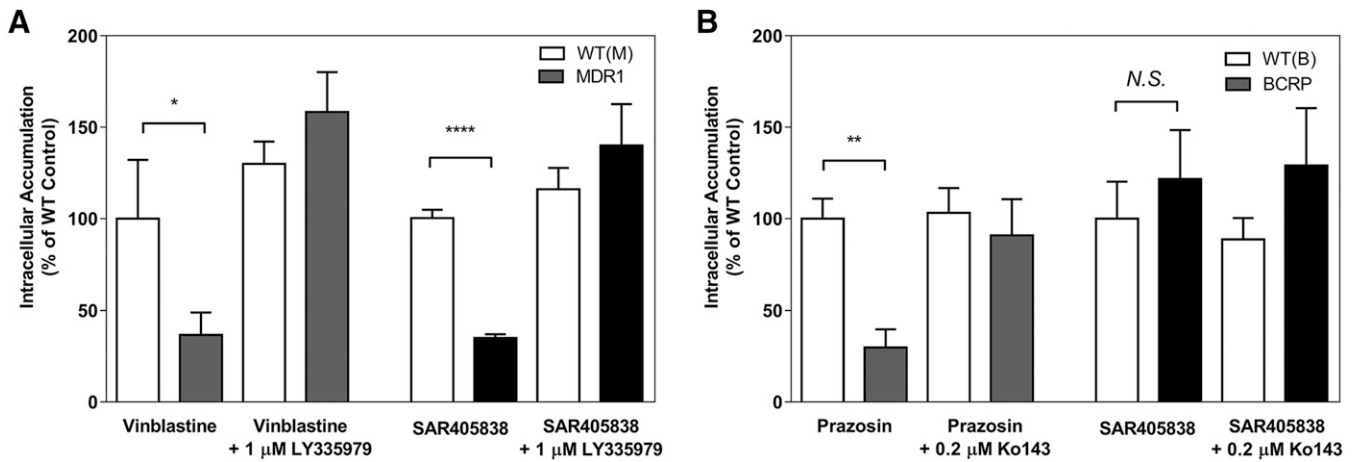 A
Intracellular Accumulation
(% of WT Control)
200
150
100
50
0
WT(M)
MDR1
*
****
Vinblastine
Vinblastine
+ 1 μM LY335979
SAR405838
SAR405838
+ 1 μM LY335979
B
Intracellular Accumulation
(% of WT Control)
200
150
100
50
0
WT(B)
BCRP
**
N.S.
Prazosin
Prazosin
+ 0.2 μM Ko143
SAR405838
SAR405838
+ 0.2 μM Ko143